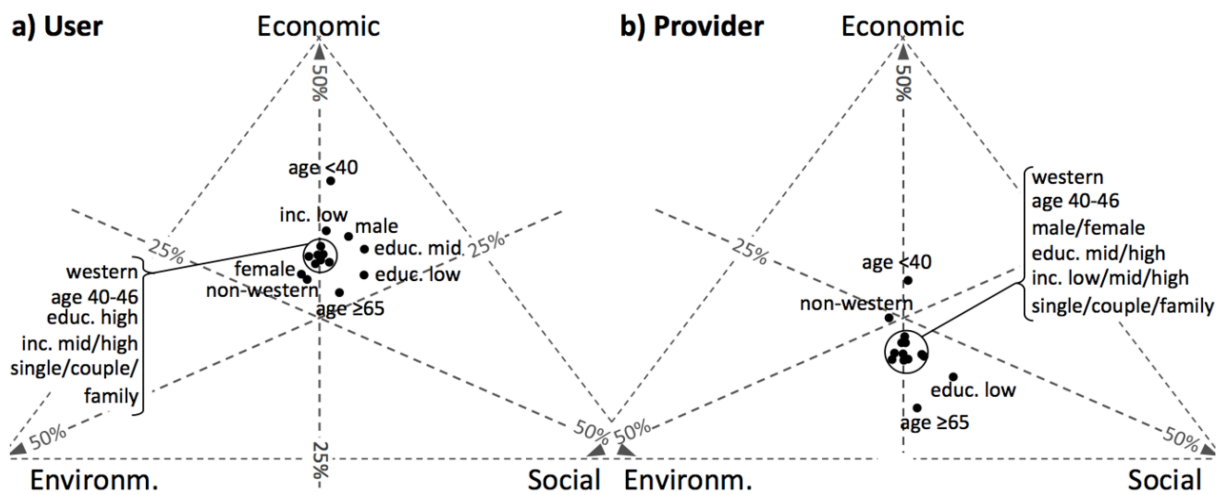 a) User
Economic
50%
age <40
inc. low
male
educ. mid
educ. low
25%
25%
female
non-western
age ≥65
western
age 40-46
educ. high
inc. mid/high
single/couple/
family
50%
50%
25%
Environm.
Social
b) Provider
Economic
50%
western
age 40-46
male/female
educ. mid/high
inc. low/mid/high
single/couple/family
age <40
non-western
25%
25%
educ. low
age ≥65
50%
50%
Environm.
Social